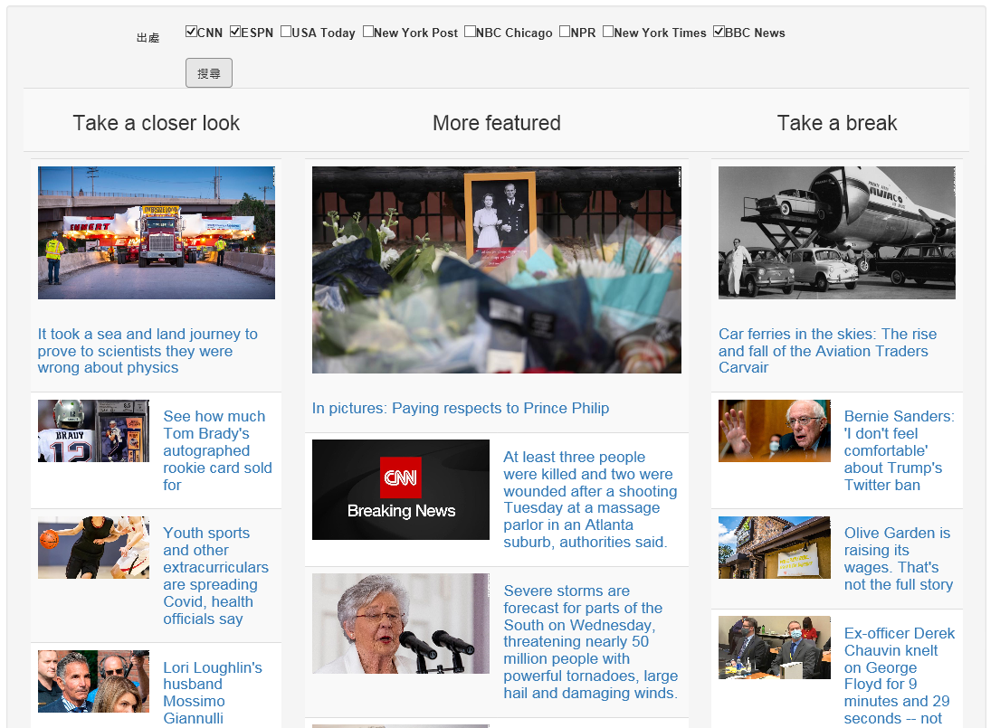 出處
CNN ESPN USA Today New York Post NBC Chicago NPR New York Times BBC News
搜尋
Take a closer look
More featured
Take a break
OVERSIZE LOAD
EMMERT
It took a sea and land journey to
prove to scientists they were
wrong about physics
BRADY
12
See how much
Tom Brady's
autographed
rookie card sold
for
Youth sports
and other
extracurriculars
are spreading
Covid, health
officials say
Lori Loughlin's
husband
Mossimo
Giannulli
In pictures: Paying respects to Prince Philip
CNN
Breaking News
At least three people
were killed and two were
wounded after a shooting
Tuesday at a massage
parlor in an Atlanta
suburb, authorities said.
Severe storms are
forecast for parts of the
South on Wednesday,
threatening nearly 50
million people with
powerful tornadoes, large
hail and damaging winds.
AVIACO
Car ferries in the skies: The rise
and fall of the Aviation Traders
Carvair
Bernie Sanders:
'I don't feel
comfortable'
about Trump's
Twitter ban
Olive Garden is
raising its
wages. That's
not the full story
Ex-officer Derek
Chauvin knelt
on George
Floyd for 9
minutes and 29
seconds -- not